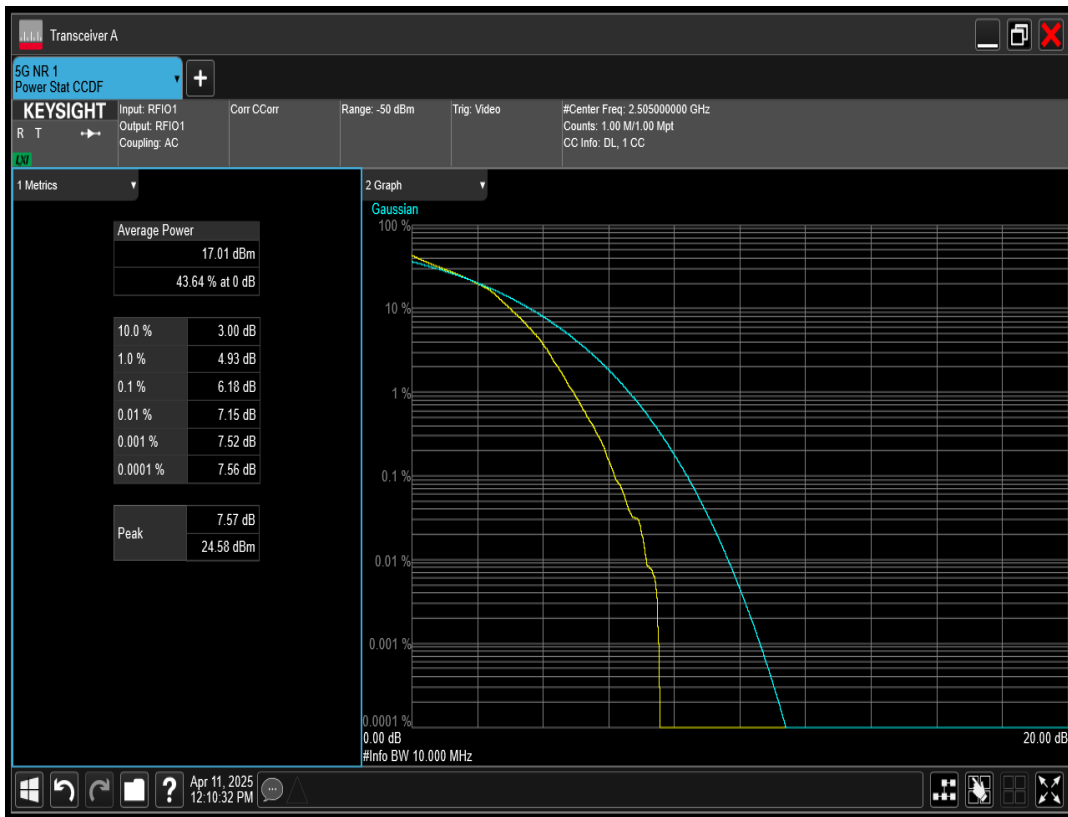 Transceiver A
5G NR 1
Power Stat CCDF
+
KEYSIGHT
R T
LXI
Input: RFIO1
Output: RFIO1
Coupling: AC
Corr CCorr
Range: -50 dBm
Trig: Video
#Center Freq: 2.505000000 GHz
Counts: 1.00 M/1.00 Mpt
CC Info: DL, 1 CC
1 Metrics
Average Power
17.01 dBm
43.64 % at 0 dB
10.0 % 3.00 dB
1.0 % 4.93 dB
0.1 % 6.18 dB
0.01 % 7.15 dB
0.001 % 7.52 dB
0.0001 % 7.56 dB
Peak 7.57 dB
24.58 dBm
2 Graph
Gaussian
100 %
10 %
1 %
0.1 %
0.01 %
0.001 %
0.0001 %
0.00 dB 20.00 dB
#Info BW 10.000 MHz
?
Apr 11, 2025
12:10:32 PM